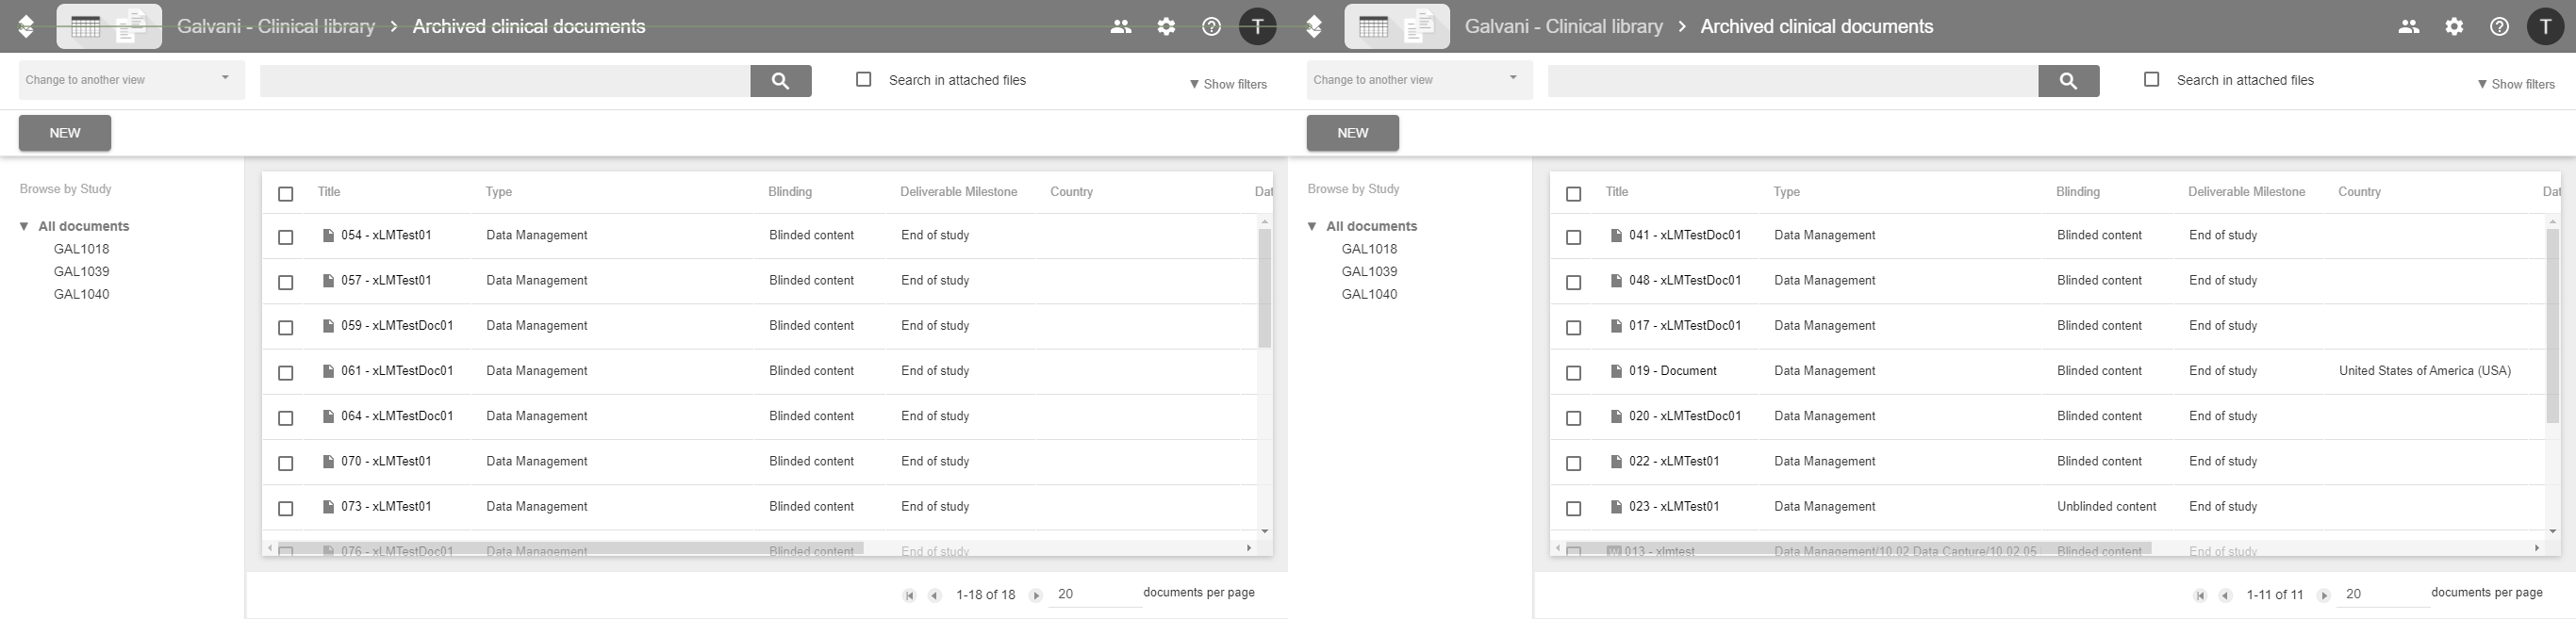 Galvani - Clinical library > Archived clinical documents
T
Change to another view
Search in attached files
▼ Show filters
NEW
Browse by Study
▼ All documents
GAL1018
GAL1039
GAL1040
Title Type Blinding Deliverable Milestone Country Dat
054 - xLMTest01 Data Management Blinded content End of study
057 - xLMTest01 Data Management Blinded content End of study
059 - xLMTestDoc01 Data Management Blinded content End of study
061 - xLMTestDoc01 Data Management Blinded content End of study
064 - xLMTestDoc01 Data Management Blinded content End of study
070 - xLMTest01 Data Management Blinded content End of study
073 - xLMTest01 Data Management Blinded content End of study
076 - xLMTestDoc01 Data Management Blinded content End of study
1-18 of 18 20 documents per page
Galvani - Clinical library > Archived clinical documents
T
Change to another view
Search in attached files
▼ Show filters
NEW
Browse by Study
▼ All documents
GAL1018
GAL1039
GAL1040
Title Type Blinding Deliverable Milestone Country Dat
041 - xLMTestDoc01 Data Management Blinded content End of study
048 - xLMTestDoc01 Data Management Blinded content End of study
017 - xLMTestDoc01 Data Management Blinded content End of study
019 - Document Data Management Blinded content End of study United States of America (USA)
020 - xLMTestDoc01 Data Management Blinded content End of study
022 - xLMTest01 Data Management Blinded content End of study
023 - xLMTest01 Data Management Unblinded content End of study
013 - xlmtest Data Management/10.02 Data Capture/10.02.05 Blinded content End of study
1-11 of 11 20 documents per page